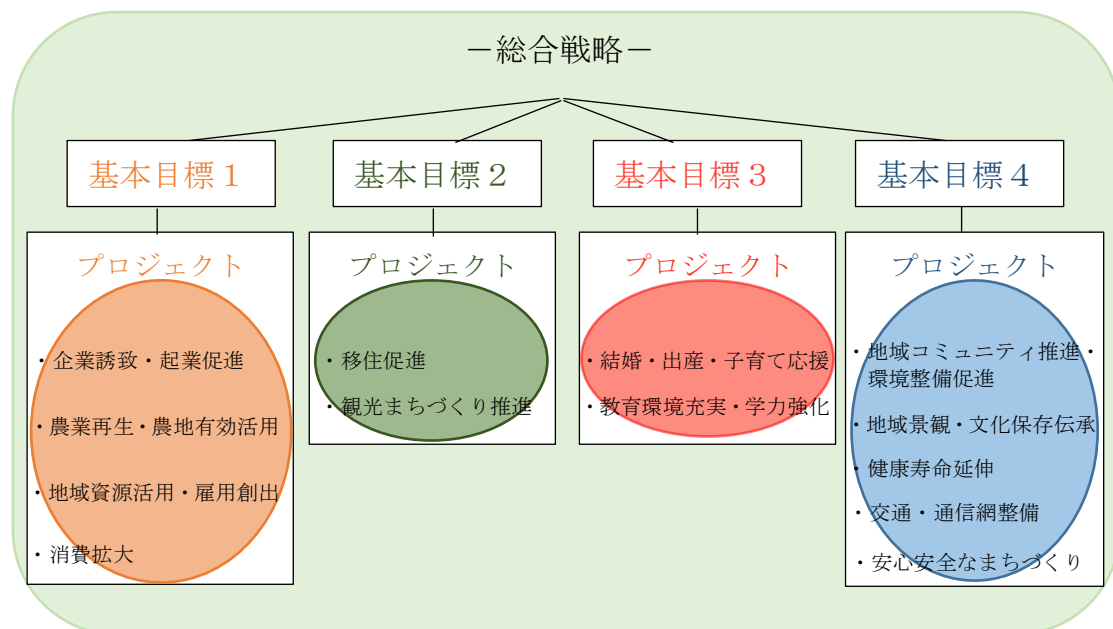 －総合戦略－
基本目標１
プロジェクト
・企業誘致・起業促進
・農業再生・農地有効活用
・地域資源活用・雇用創出
・消費拡大
基本目標２
プロジェクト
・移住促進
・観光まちづくり推進
基本目標３
プロジェクト
・結婚・出産・子育て応援
・教育環境充実・学力強化
基本目標４
プロジェクト
・地域コミュニティ推進・
環境整備促進
・地域景観・文化保存伝承
・健康寿命延伸
・交通・通信網整備
・安心安全なまちづくり